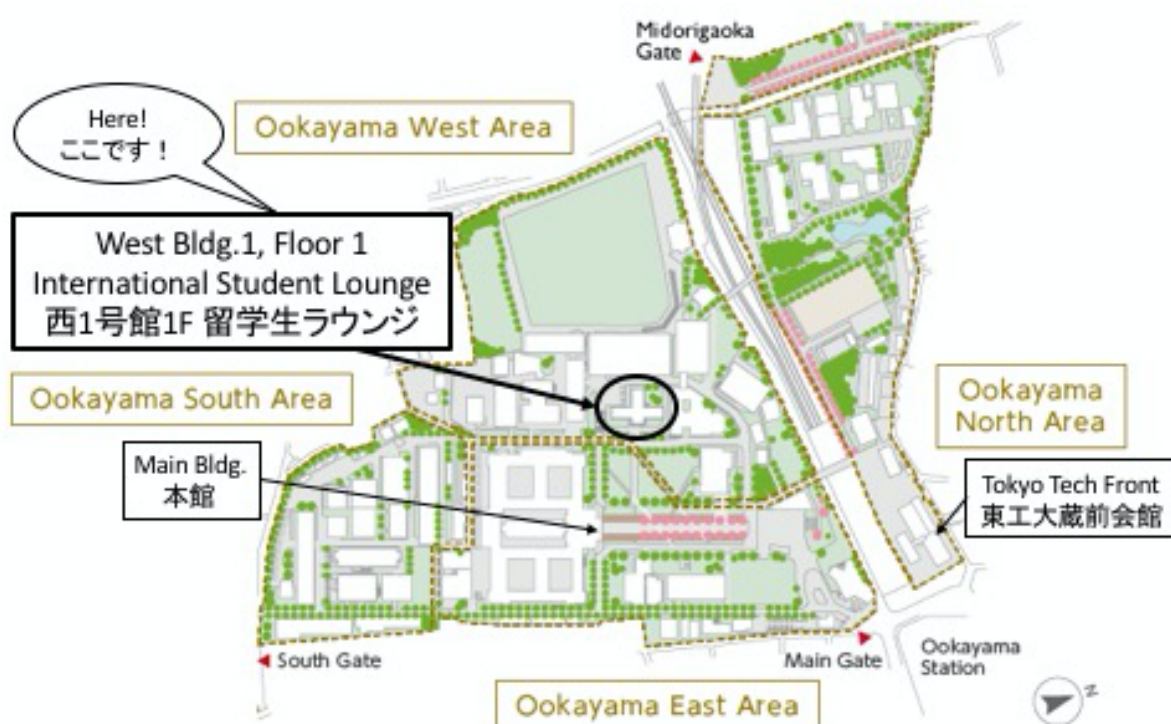 Midorigaoka
Gate
Here!
ここです！
Ookayama West Area
West Bldg.1, Floor 1
International Student Lounge
西1号館1F 留学生ラウンジ
Ookayama South Area
Ookayama
North Area
Main Bldg.
本館
Tokyo Tech Front
東工大蔵前会館
South Gate
Main Gate
Ookayama
Station
Ookayama East Area
N